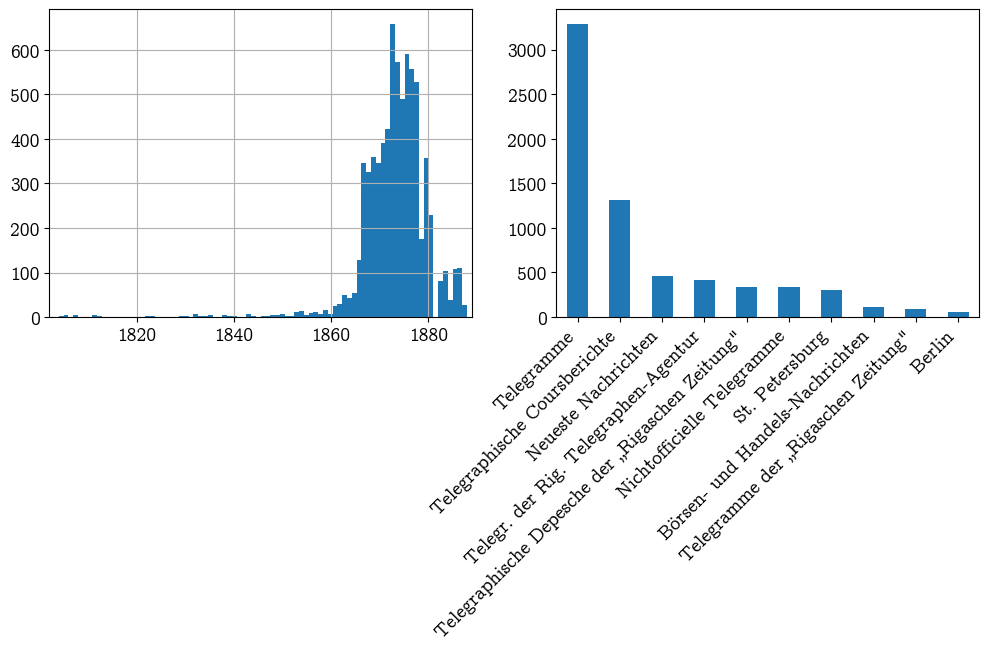 600
500
400
300
200
100
0
1820
1840
1860
1880
3000
2500
2000
1500
1000
500
0
Telegramme
Telegraphische Coursberichte
Neueste Nachrichten
Telegr. der Rig. Telegraphen-Agentur
Telegraphische Depesche der „Rigaschen Zeitung"
Nichtofficielle Telegramme
St. Petersburg
Börsen- und Handels-Nachrichten
Telegramme der „Rigaschen Zeitung"
Berlin